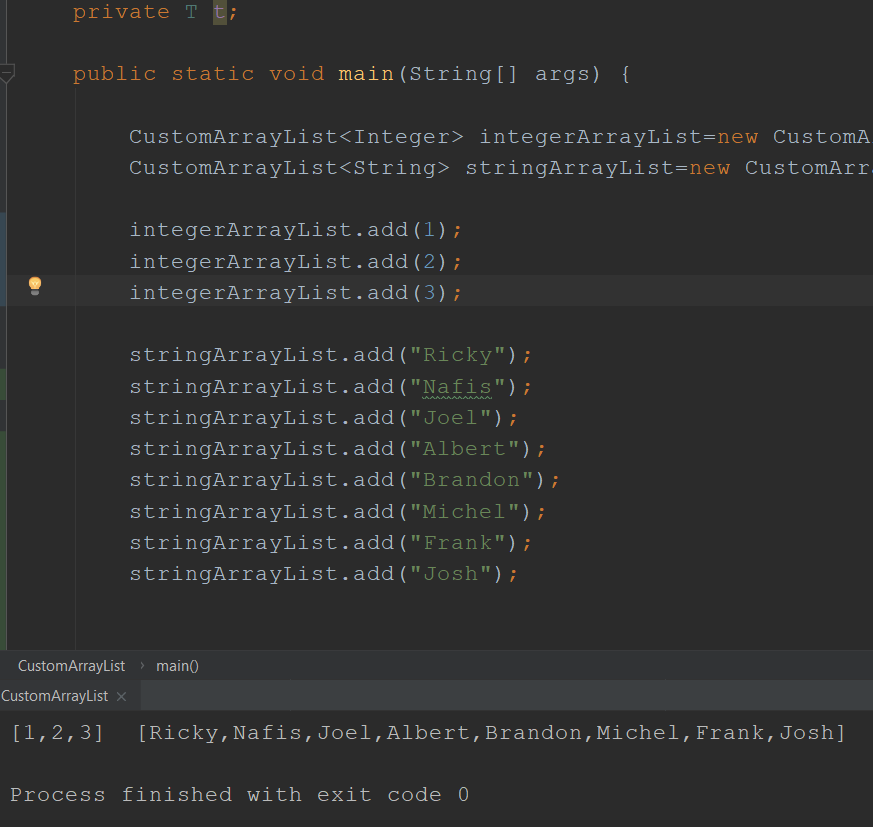 private T t;
public static void main(String[] args) {
CustomArrayList<Integer> integerArrayList=new CustomA
CustomArrayList<String> stringArrayList=new CustomArr
integerArrayList.add(1);
integerArrayList.add(2);
integerArrayList.add(3);
stringArrayList.add("Ricky");
stringArrayList.add("Nafis");
stringArrayList.add("Joel");
stringArrayList.add("Albert");
stringArrayList.add("Brandon");
stringArrayList.add("Michel");
stringArrayList.add("Frank");
stringArrayList.add("Josh");
CustomArrayList › main()
CustomArrayList ×
[1,2,3] [Ricky,Nafis,Joel,Albert,Brandon,Michel,Frank,Josh]
Process finished with exit code 0